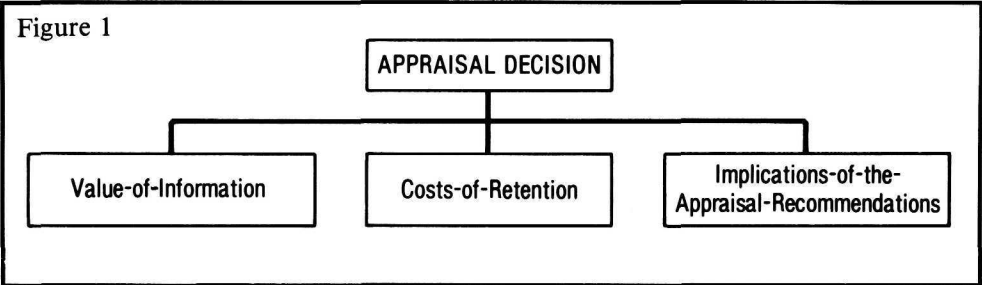 Figure 1
APPRAISAL DECISION
Value-of-Information
Costs-of-Retention
Implications-of-the-
Appraisal-Recommendations